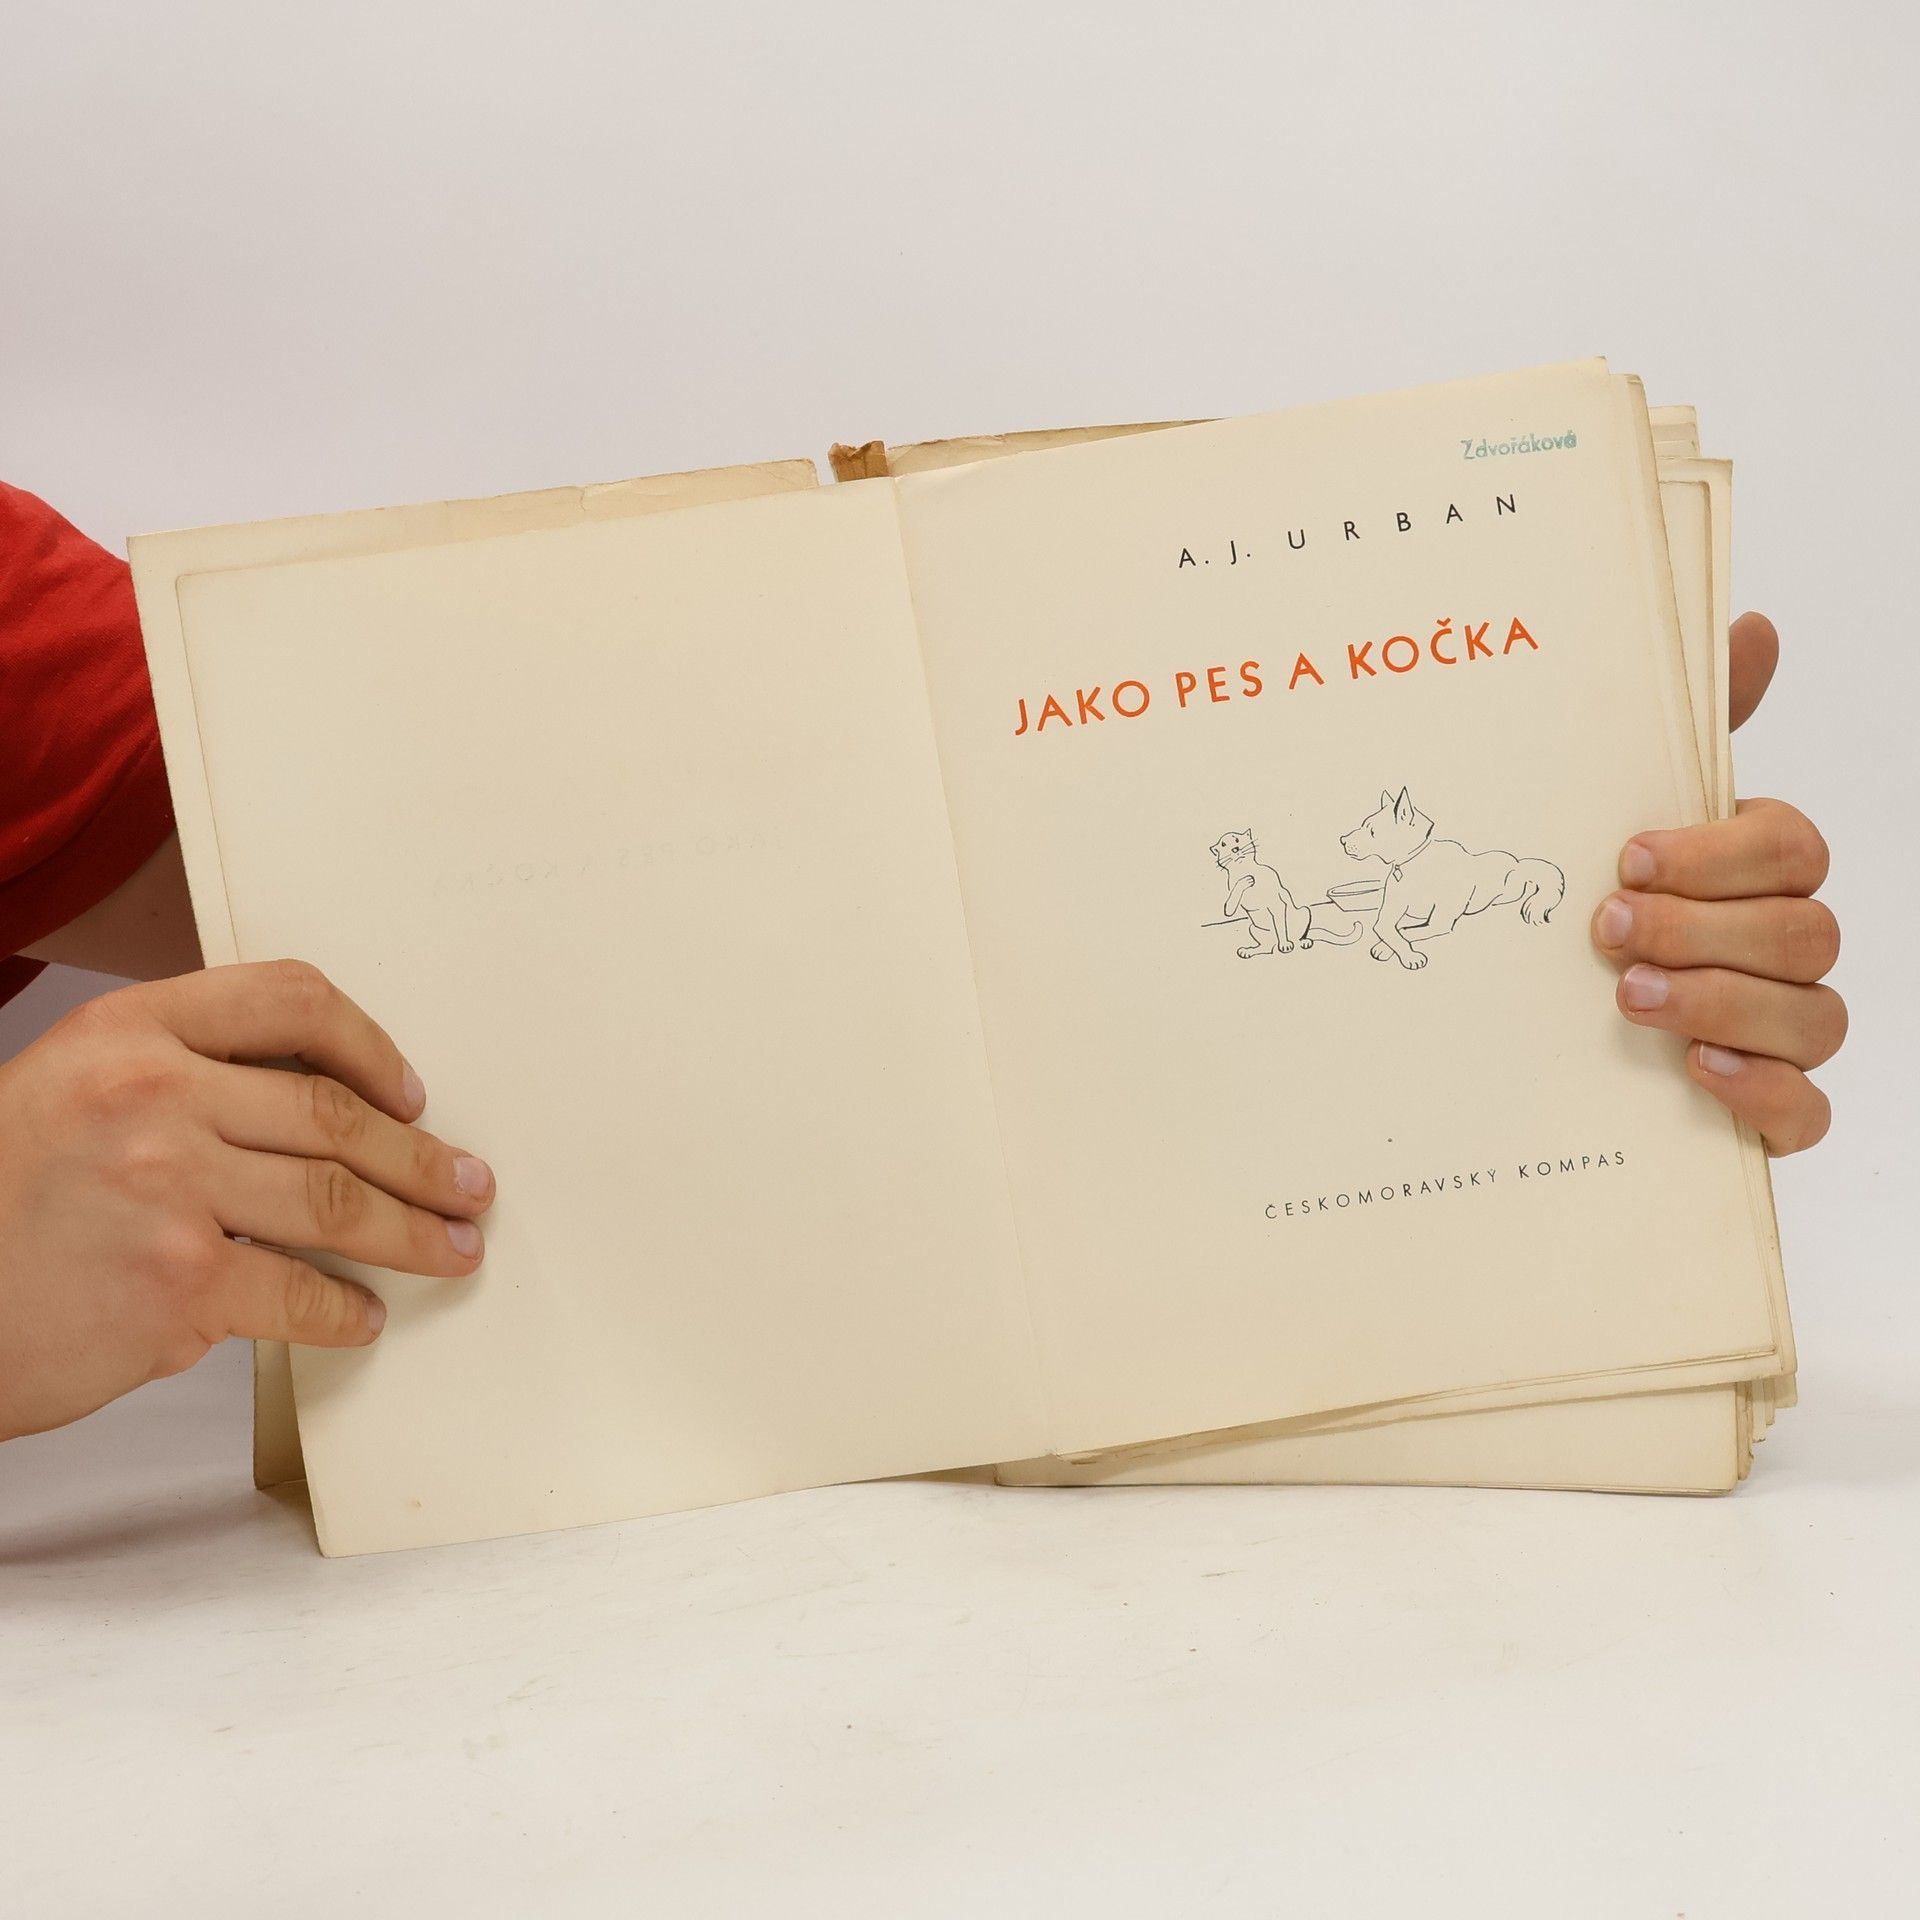 Zdvořáková
A. J. URBAN
JAKO PES A KOČKA
ČESKOMORAVSKÝ KOMPAS